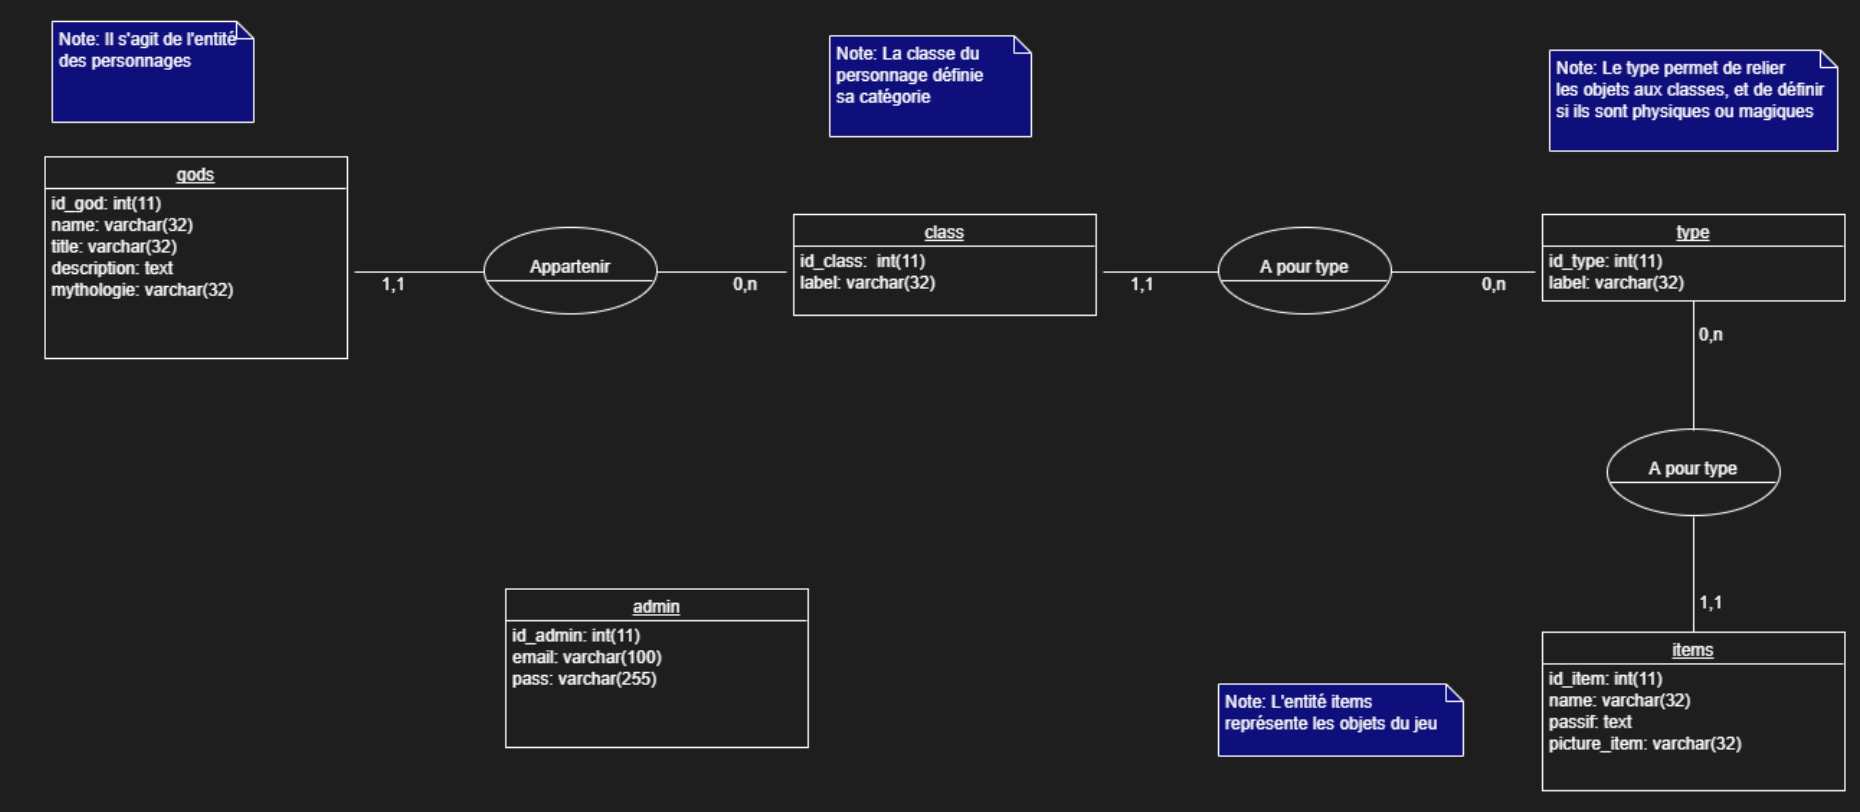 Note: Il s'agit de l'entité
des personnages
Note: La classe du
personnage définie
sa catégorie
Note: Le type permet de relier
les objets aux classes, et de définir
si ils sont physiques ou magiques
gods
id_god: int(11)
name: varchar(32)
title: varchar(32)
description: text
mythologie: varchar(32)
1,1
Appartenir
0,n
class
id_class:  int(11)
label: varchar(32)
1,1
A pour type
0,n
type
id_type: int(11)
label: varchar(32)
0,n
A pour type
1,1
admin
id_admin: int(11)
email: varchar(100)
pass: varchar(255)
Note: L'entité items
représente les objets du jeu
items
id_item: int(11)
name: varchar(32)
passif: text
picture_item: varchar(32)